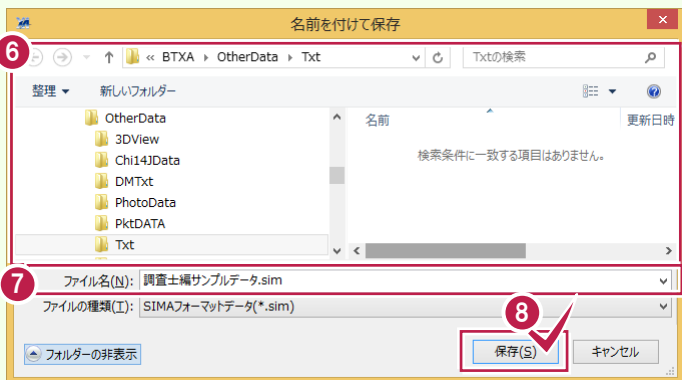 名前を付けて保存
6
« BTXA ▸ OtherData ▸ Txt
Txtの検索
整理 ▼ 新しいフォルダー
OtherData
3DView
Chi14JData
DMTxt
PhotoData
PktDATA
Txt
名前 更新日時
検索条件に一致する項目はありません。
7
ファイル名(N): 調査士編サンプルデータ.sim
ファイルの種類(T): SIMAフォーマットデータ(*.sim)
8
フォルダーの非表示
保存(S) キャンセル